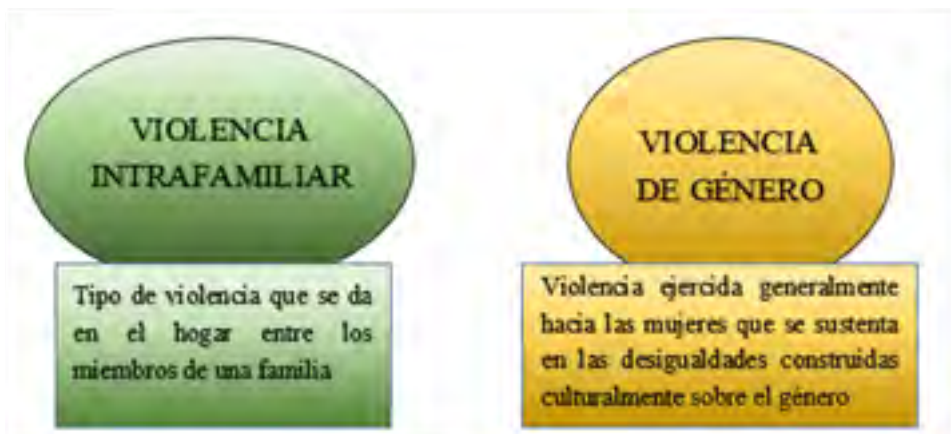 VIOLENCIA
INTRAFAMILIAR
Tipo de violencia que se da
en el hogar entre los
miembros de una familia
VIOLENCIA
DE GÉNERO
Violencia ejercida generalmente
hacia las mujeres que se sustenta
en las desigualdades construidas
culturalmente sobre el género